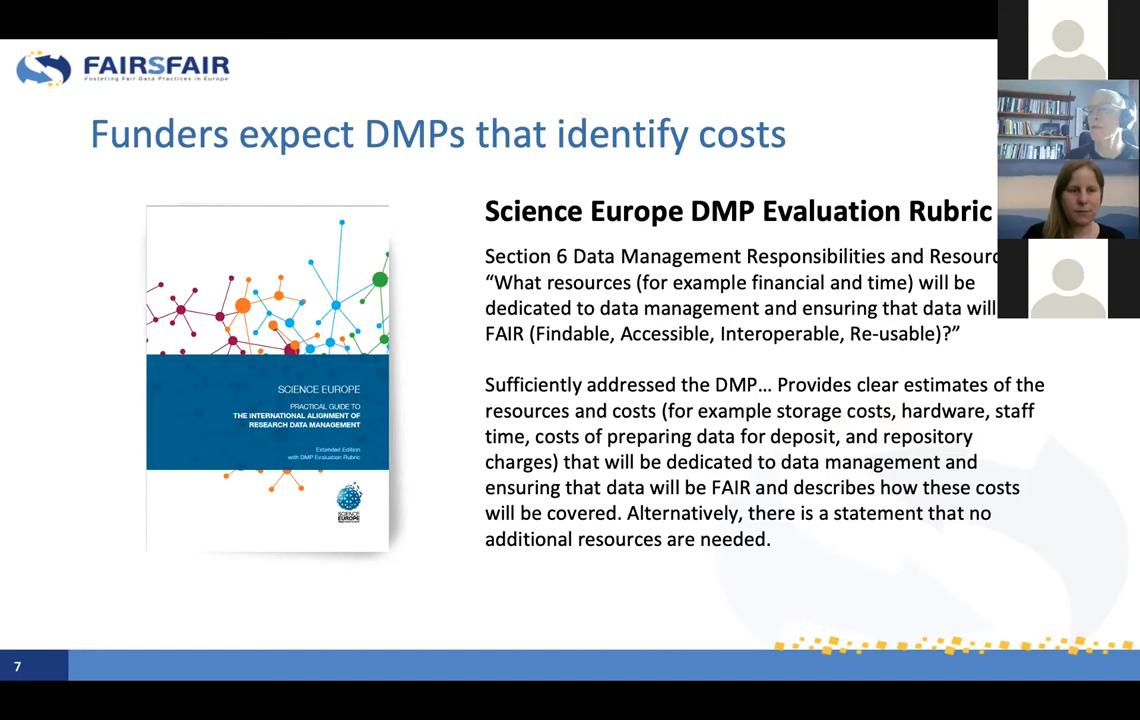 FAIRSFAIR
Fostering Fair Data Practices in Europe
Funders expect DMPs that identify costs
SCIENCE EUROPE
PRACTICAL GUIDE TO
THE INTERNATIONAL ALIGNMENT OF
RESEARCH DATA MANAGEMENT
Extended Edition
with DMP Evaluation Rubric
SCIENCE
EUROPE
Science Europe DMP Evaluation Rubric
Section 6 Data Management Responsibilities and Resourc
“What resources (for example financial and time) will be
dedicated to data management and ensuring that data will
FAIR (Findable, Accessible, Interoperable, Re-usable)?”
Sufficiently addressed the DMP… Provides clear estimates of the
resources and costs (for example storage costs, hardware, staff
time, costs of preparing data for deposit, and repository
charges) that will be dedicated to data management and
ensuring that data will be FAIR and describes how these costs
will be covered. Alternatively, there is a statement that no
additional resources are needed.
7